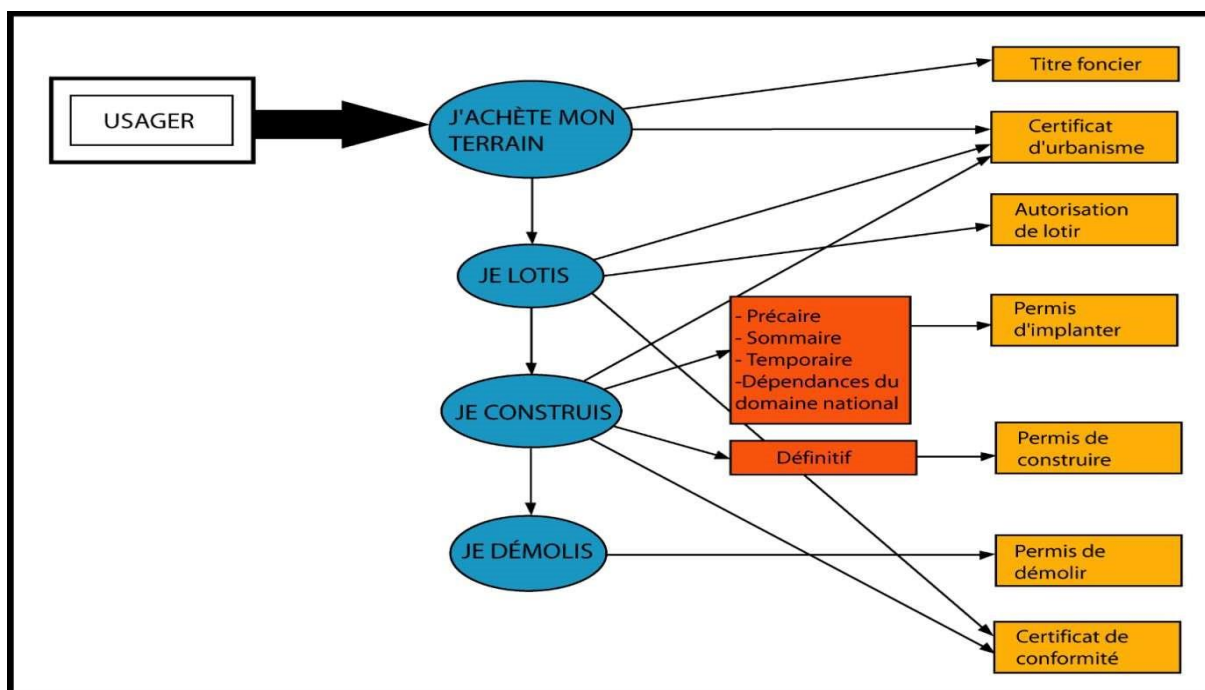 USAGER
J'ACHÈTE MON
TERRAIN
JE LOTIS
JE CONSTRUIS
JE DÉMOLIS
- Précaire
- Sommaire
- Temporaire
-Dépendances du
domaine national
Définitif
Titre foncier
Certificat
d'urbanisme
Autorisation
de lotir
Permis
d'implanter
Permis de
construire
Permis de
démolir
Certificat de
conformité